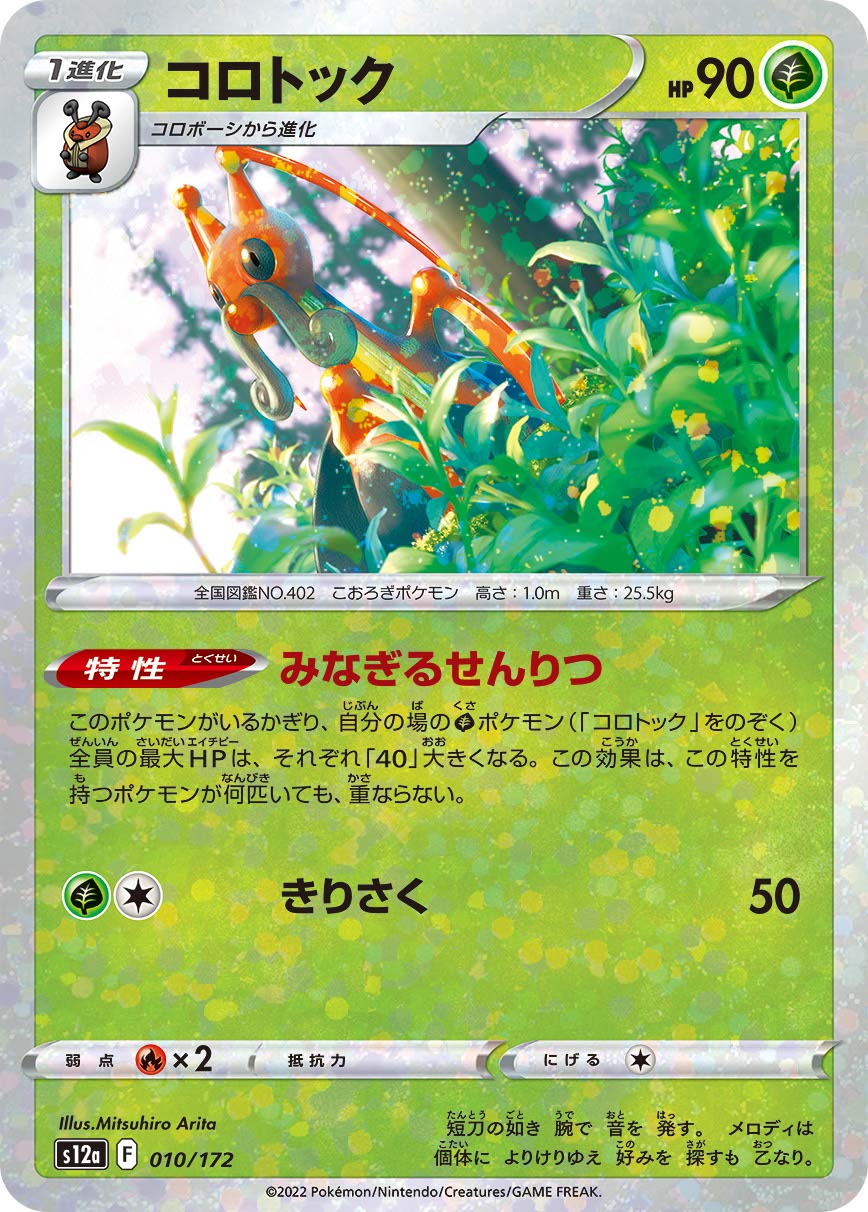 1進化
コロトック
HP90
コロボーシから進化
全国図鑑NO.402 こおろぎポケモン 高さ：1.0m 重さ：25.5kg
特性 とくせい みなぎるせんりつ
このポケモンがいるかぎり、自分の場のポケモン（「コロトック」をのぞく）
全員の最大HPは、それぞれ「40」大きくなる。この効果は、この特性を
持つポケモンが何匹いても、重ならない。
きりさく 50
弱点 ×2 抵抗力 にげる
Illus.Mitsuhiro Arita
短刀の如き 腕で 音を 発す。 メロディは
個体に よりけりゆえ 好みを 探すも 乙なり。
s12a F 010/172
©2022 Pokémon/Nintendo/Creatures/GAME FREAK.